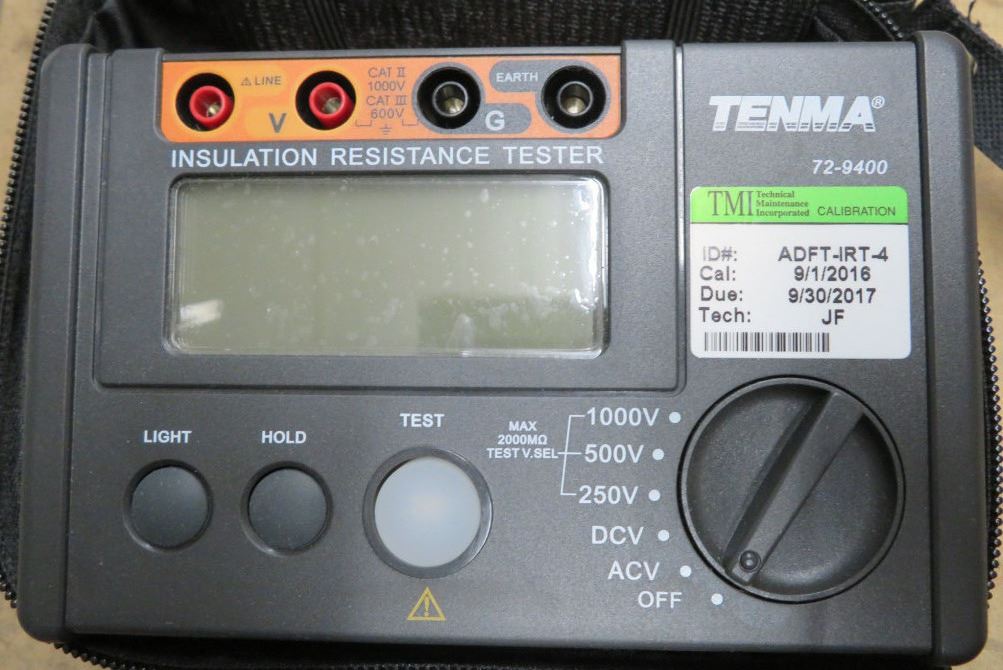 ⚠ LINE
V
CAT II
1000V
CAT III
600V
G
EARTH
INSULATION RESISTANCE TESTER
TENMA®
72-9400
TMI Technical
Maintenance
Incorporated CALIBRATION
ID#: ADFT-IRT-4
Cal: 9/1/2016
Due: 9/30/2017
Tech: JF
LIGHT
HOLD
TEST
MAX
2000MΩ
TEST V.SEL
1000V
500V
250V
DCV
ACV
OFF